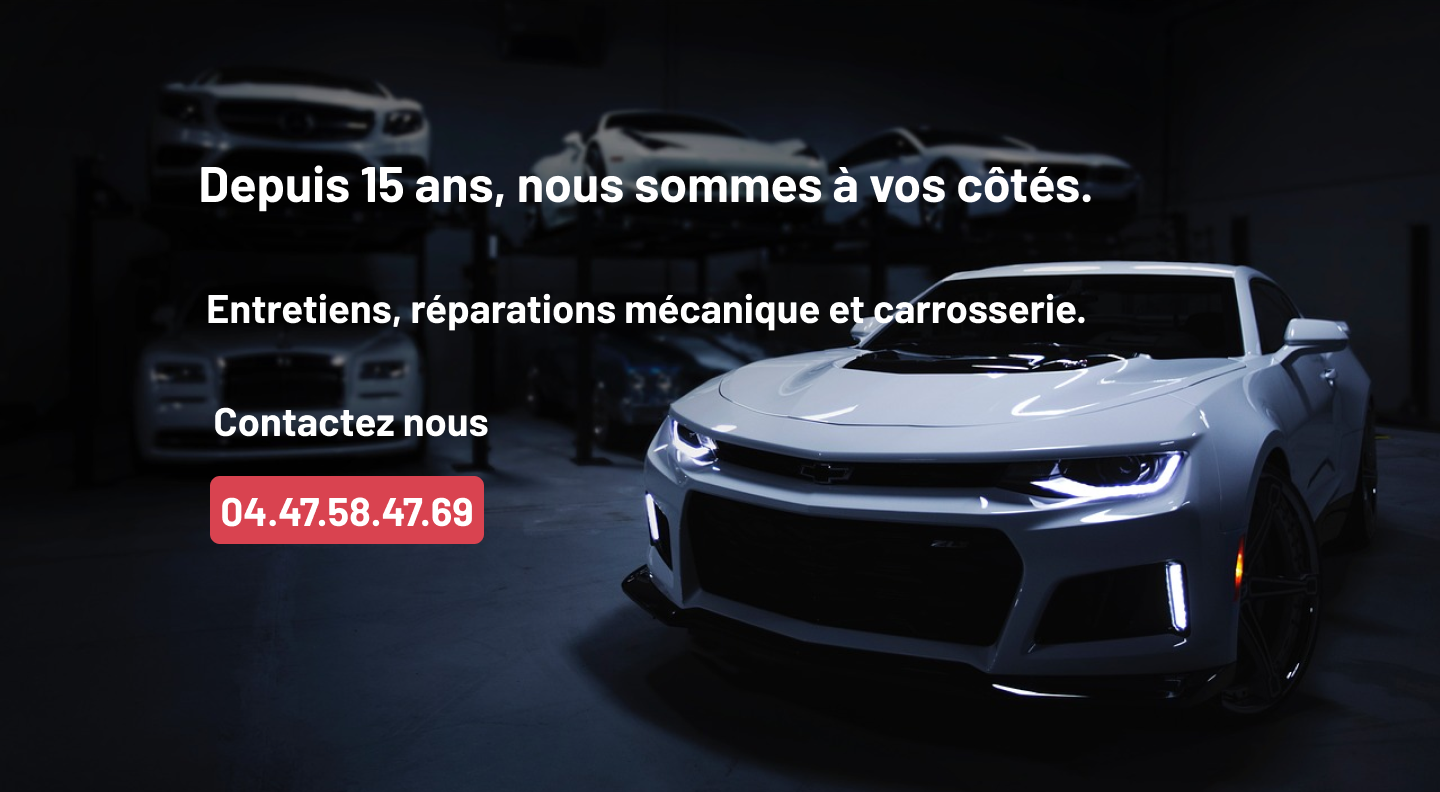 Depuis 15 ans, nous sommes à vos côtés.
Entretiens, réparations mécanique et carrosserie.
Contactez nous
04.47.58.47.69